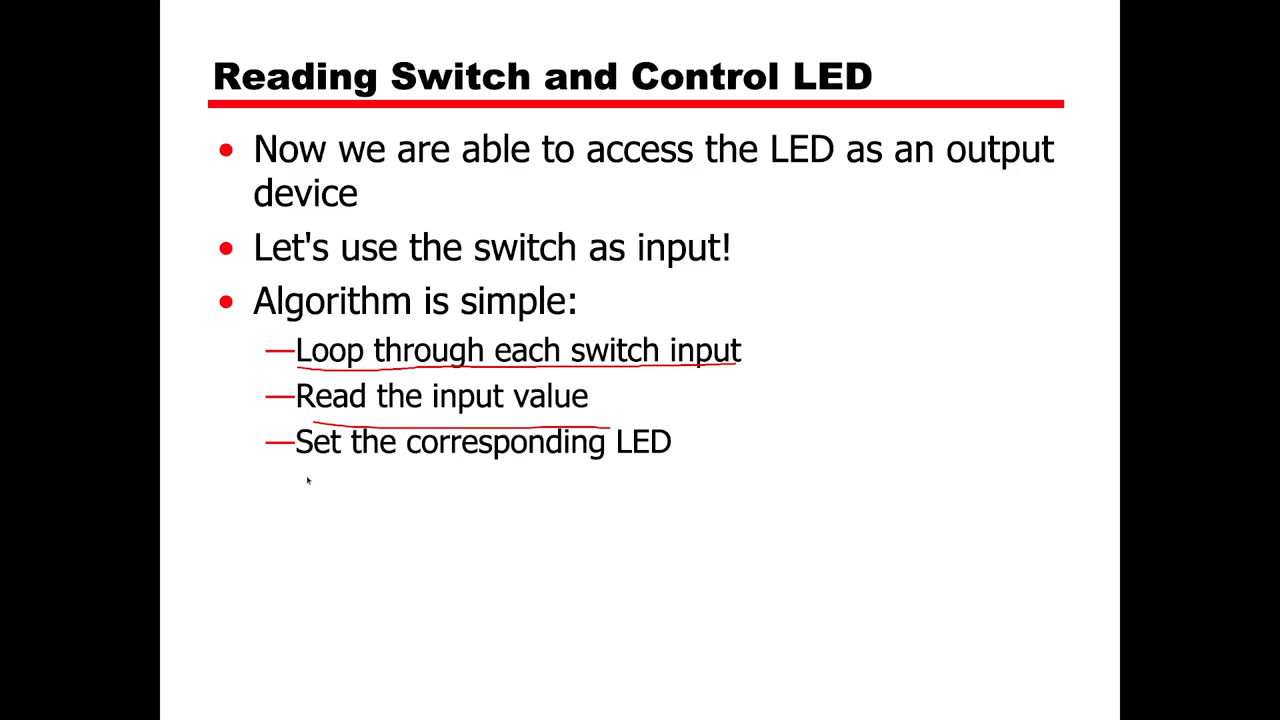 Reading Switch and Control LED
• Now we are able to access the LED as an output
device
• Let's use the switch as input!
• Algorithm is simple:
—Loop through each switch input
—Read the input value
—Set the corresponding LED